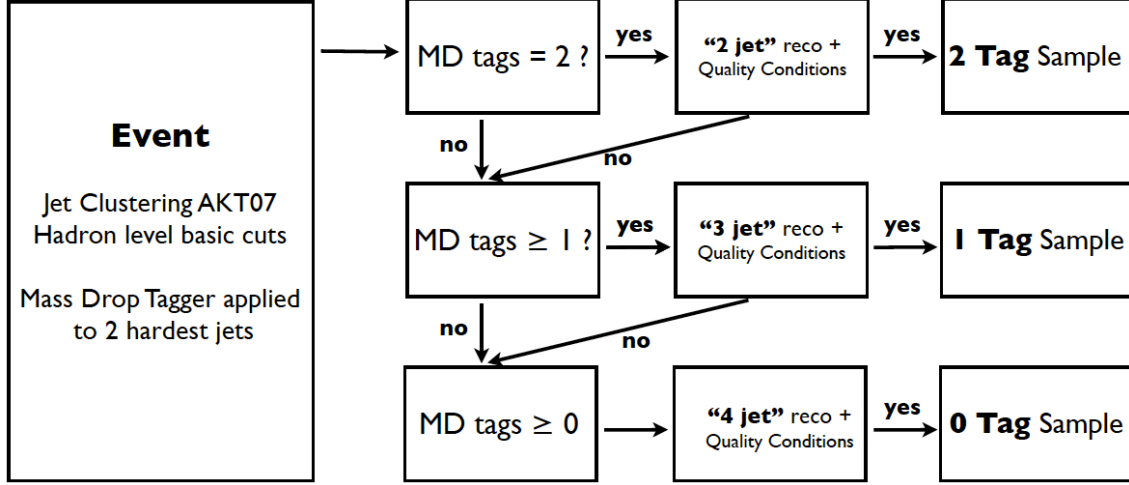 Event
Jet Clustering AKT07
Hadron level basic cuts
Mass Drop Tagger applied
to 2 hardest jets
MD tags = 2 ?
yes
“2 jet” reco +
Quality Conditions
yes
2 Tag Sample
no
no
MD tags ≥ 1 ?
yes
“3 jet” reco +
Quality Conditions
yes
1 Tag Sample
no
no
MD tags ≥ 0
“4 jet” reco +
Quality Conditions
yes
0 Tag Sample